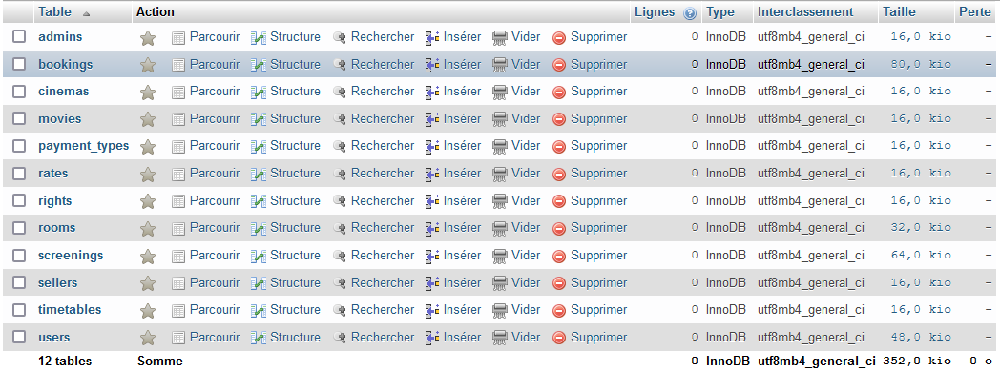 Table Action Lignes Type Interclassement Taille Perte
admins Parcourir Structure Rechercher Insérer Vider Supprimer 0 InnoDB utf8mb4_general_ci 16,0 kio -
bookings Parcourir Structure Rechercher Insérer Vider Supprimer 0 InnoDB utf8mb4_general_ci 80,0 kio -
cinemas Parcourir Structure Rechercher Insérer Vider Supprimer 0 InnoDB utf8mb4_general_ci 16,0 kio -
movies Parcourir Structure Rechercher Insérer Vider Supprimer 0 InnoDB utf8mb4_general_ci 16,0 kio -
payment_types Parcourir Structure Rechercher Insérer Vider Supprimer 0 InnoDB utf8mb4_general_ci 16,0 kio -
rates Parcourir Structure Rechercher Insérer Vider Supprimer 0 InnoDB utf8mb4_general_ci 16,0 kio -
rights Parcourir Structure Rechercher Insérer Vider Supprimer 0 InnoDB utf8mb4_general_ci 16,0 kio -
rooms Parcourir Structure Rechercher Insérer Vider Supprimer 0 InnoDB utf8mb4_general_ci 32,0 kio -
screenings Parcourir Structure Rechercher Insérer Vider Supprimer 0 InnoDB utf8mb4_general_ci 64,0 kio -
sellers Parcourir Structure Rechercher Insérer Vider Supprimer 0 InnoDB utf8mb4_general_ci 16,0 kio -
timetables Parcourir Structure Rechercher Insérer Vider Supprimer 0 InnoDB utf8mb4_general_ci 16,0 kio -
users Parcourir Structure Rechercher Insérer Vider Supprimer 0 InnoDB utf8mb4_general_ci 48,0 kio -
12 tables Somme 0 InnoDB utf8mb4_general_ci 352,0 kio 0 o